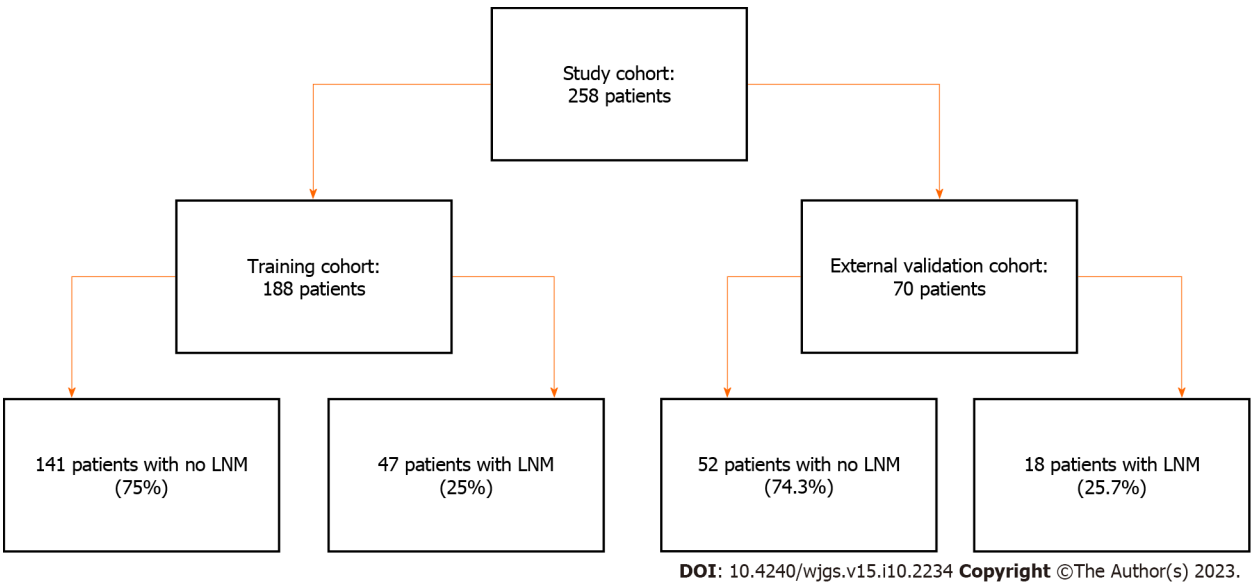 Study cohort:
258 patients
Training cohort:
188 patients
External validation cohort:
70 patients
141 patients with no LNM
(75%)
47 patients with LNM
(25%)
52 patients with no LNM
(74.3%)
18 patients with LNM
(25.7%)
DOI: 10.4240/wjgs.v15.i10.2234 Copyright ©The Author(s) 2023.